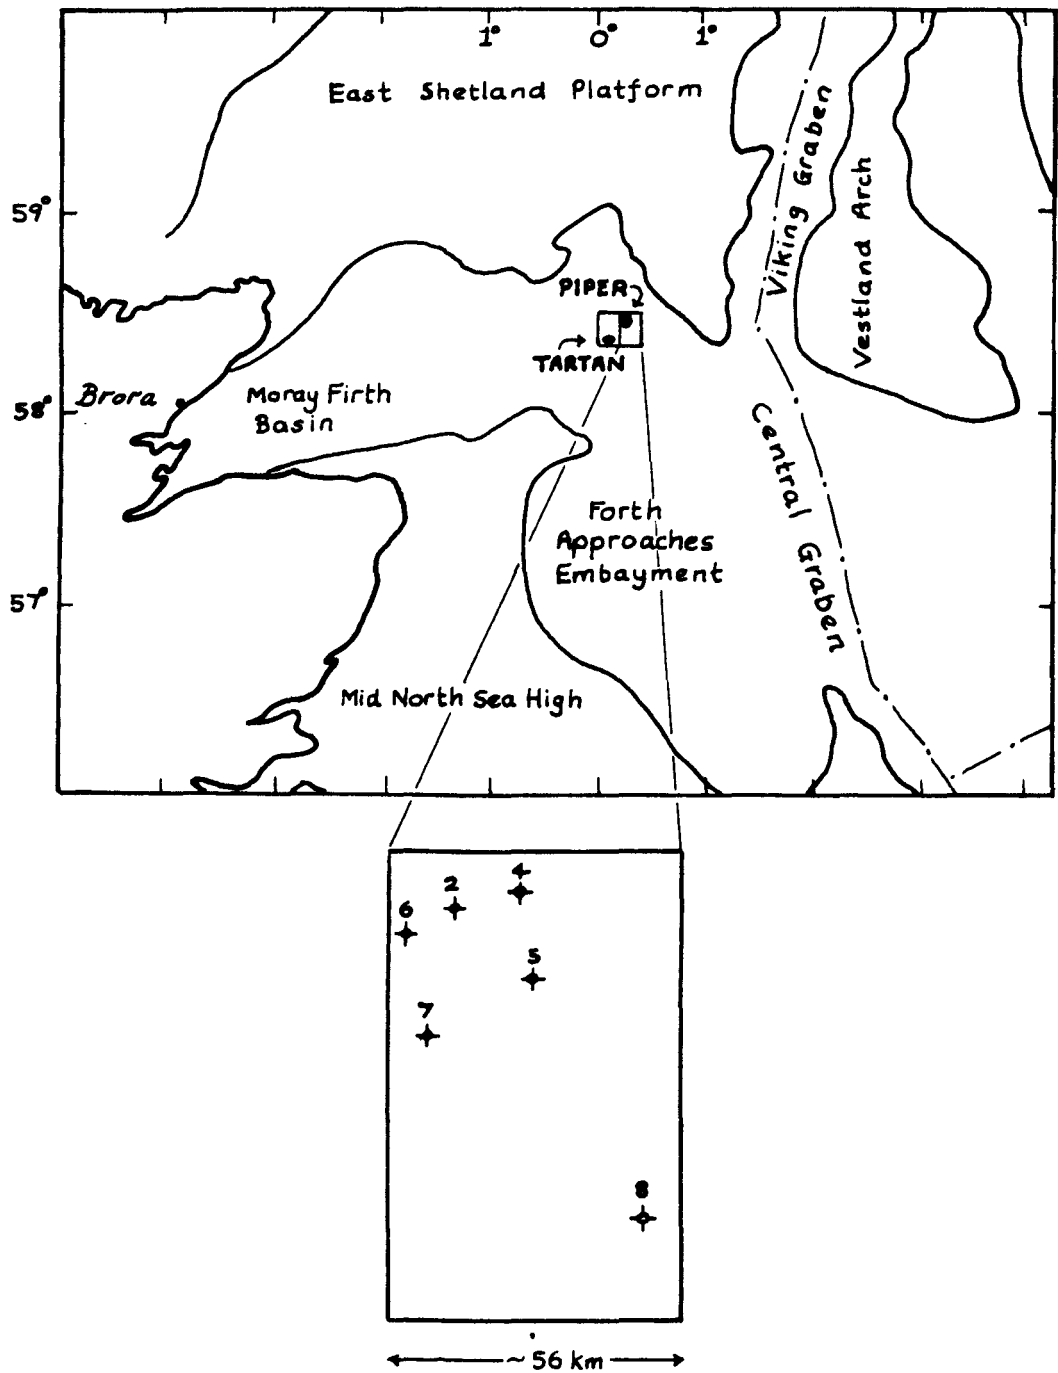 1° 0° 1°
East Shetland Platform
Viking Graben
Vestland Arch
59°
PIPER
TARTAN
Brora
58°
Moray Firth
Basin
Central Graben
Forth
Approaches
Embayment
57°
Mid North Sea High
4
2
6
5
7
8
~56 km